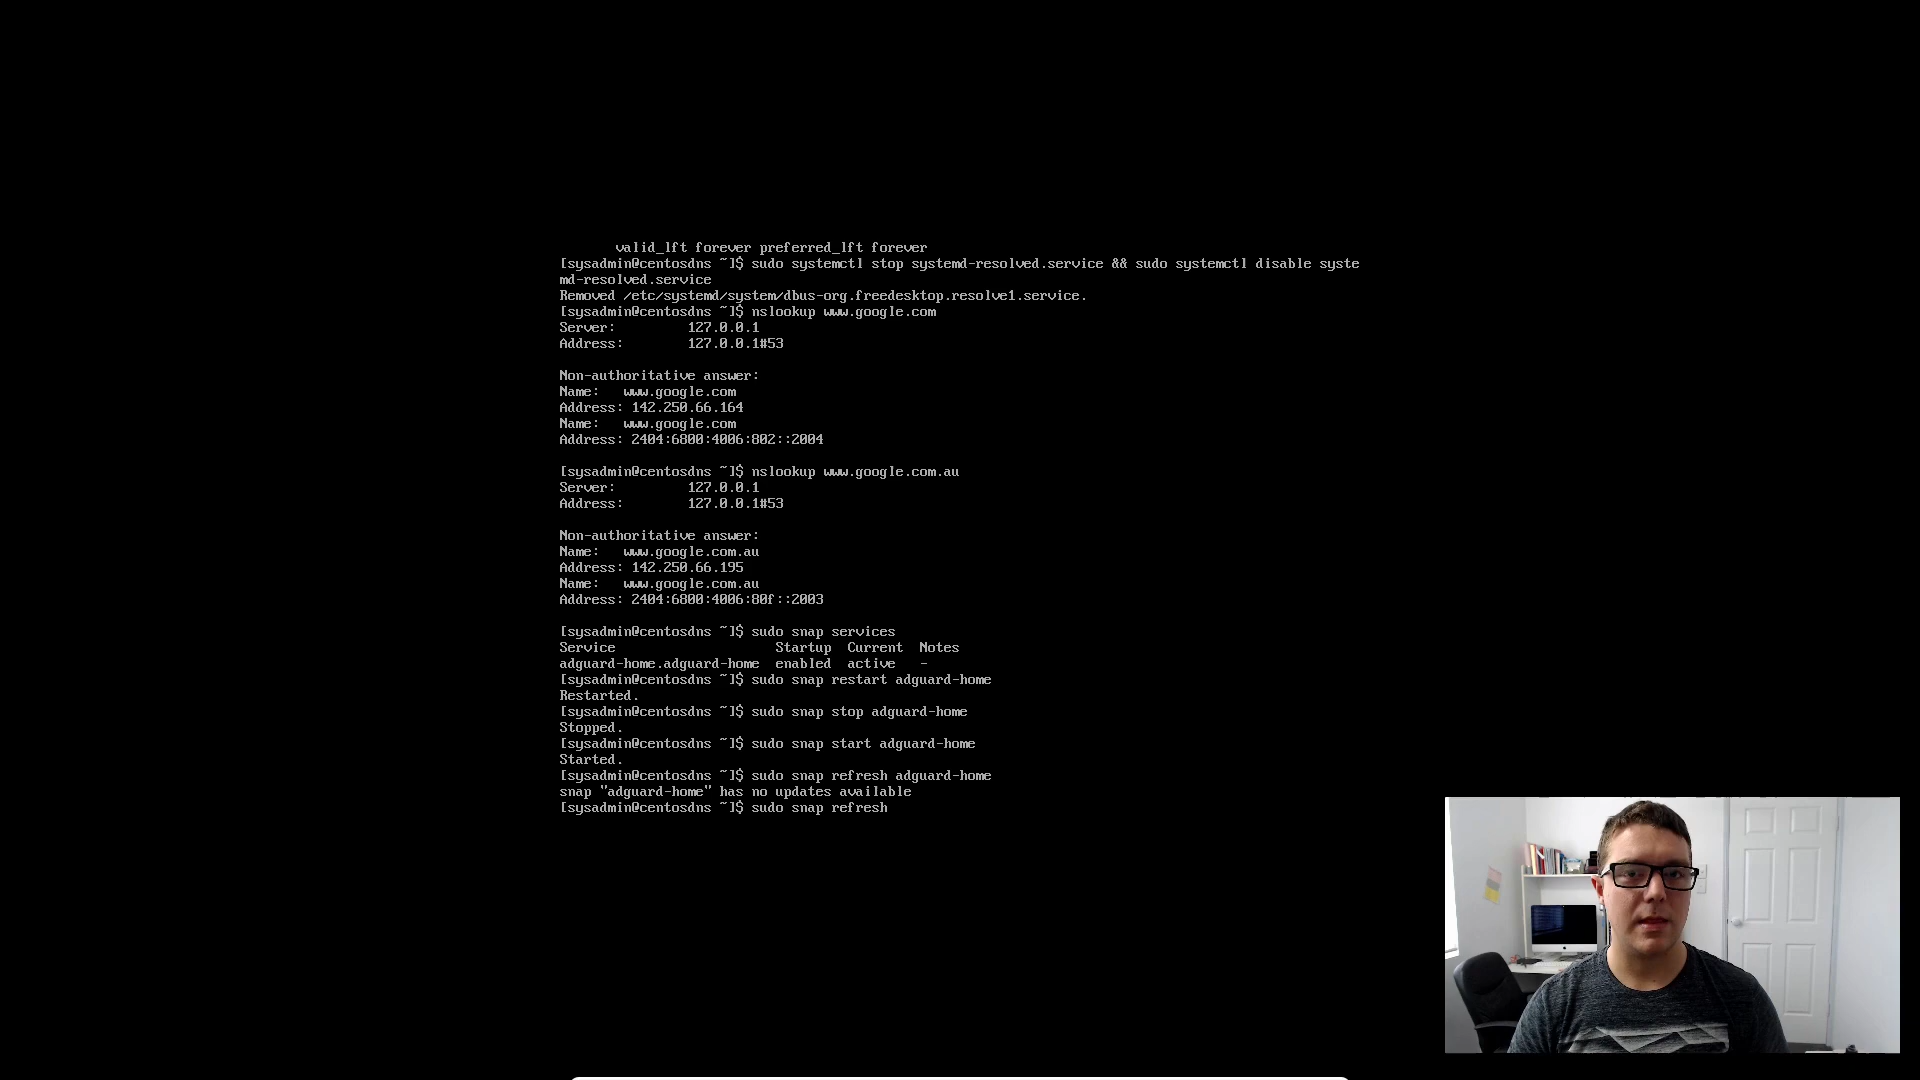 valid_lft forever preferred_lft forever
[sysadmin@centosdns ~]$ sudo systemctl stop systemd-resolved.service && sudo systemctl disable syste
md-resolved.service
Removed /etc/systemd/system/dbus-org.freedesktop.resolve1.service.
[sysadmin@centosdns ~]$ nslookup www.google.com
Server:         127.0.0.1
Address:        127.0.0.1#53
Non-authoritative answer:
Name:   www.google.com
Address: 142.250.66.164
Name:   www.google.com
Address: 2404:6800:4006:802::2004
[sysadmin@centosdns ~]$ nslookup www.google.com.au
Server:         127.0.0.1
Address:        127.0.0.1#53
Non-authoritative answer:
Name:   www.google.com.au
Address: 142.250.66.195
Name:   www.google.com.au
Address: 2404:6800:4006:80f::2003
[sysadmin@centosdns ~]$ sudo snap services
Service                    Startup  Current  Notes
adguard-home.adguard-home  enabled  active   -
[sysadmin@centosdns ~]$ sudo snap restart adguard-home
Restarted.
[sysadmin@centosdns ~]$ sudo snap stop adguard-home
Stopped.
[sysadmin@centosdns ~]$ sudo snap start adguard-home
Started.
[sysadmin@centosdns ~]$ sudo snap refresh adguard-home
snap "adguard-home" has no updates available
[sysadmin@centosdns ~]$ sudo snap refresh